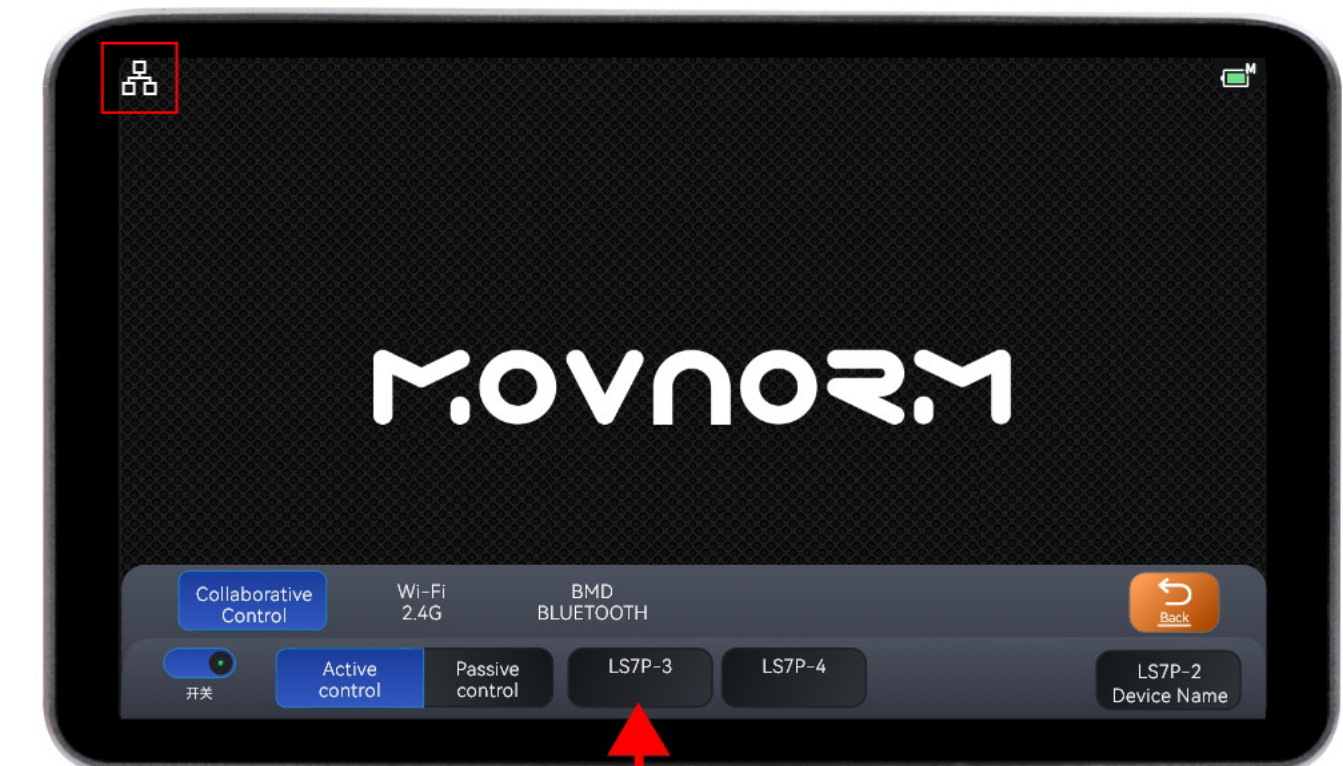 M
MOVNORM
Collaborative
Control
Wi-Fi
2.4G
BMD
BLUETOOTH
Back
开关
Active
control
Passive
control
LS7P-3
LS7P-4
LS7P-2
Device Name